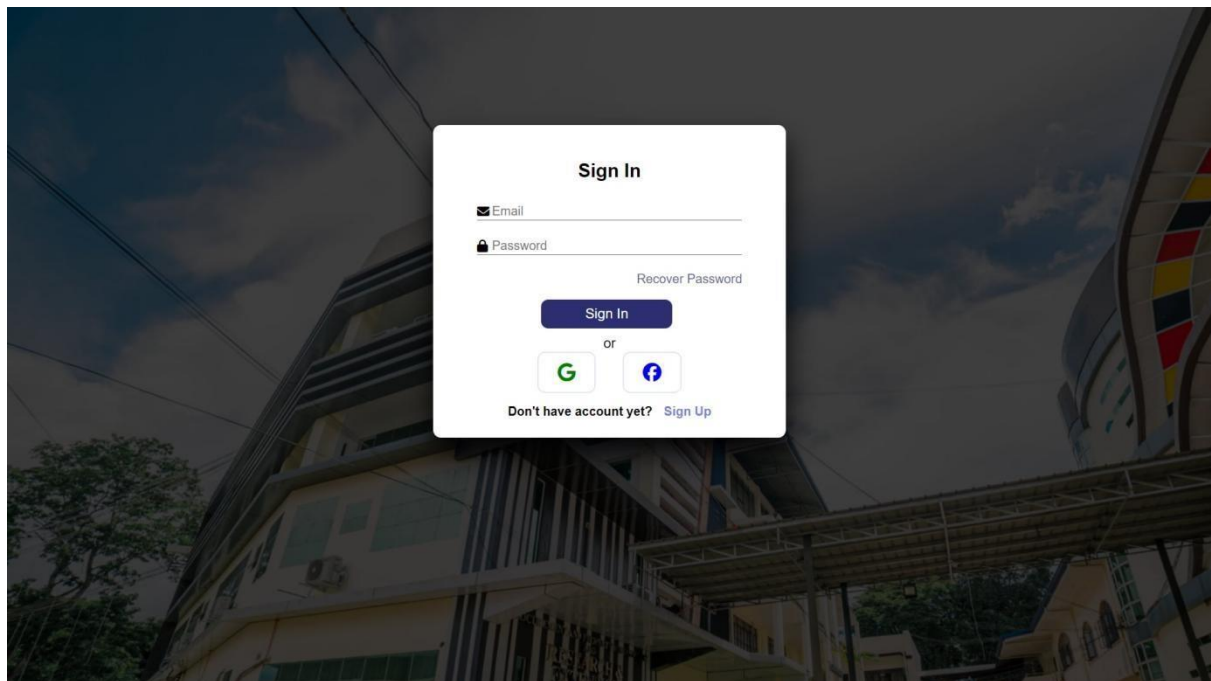 Sign In
Email
Password
Recover Password
Sign In
or
G
Don't have account yet? Sign Up